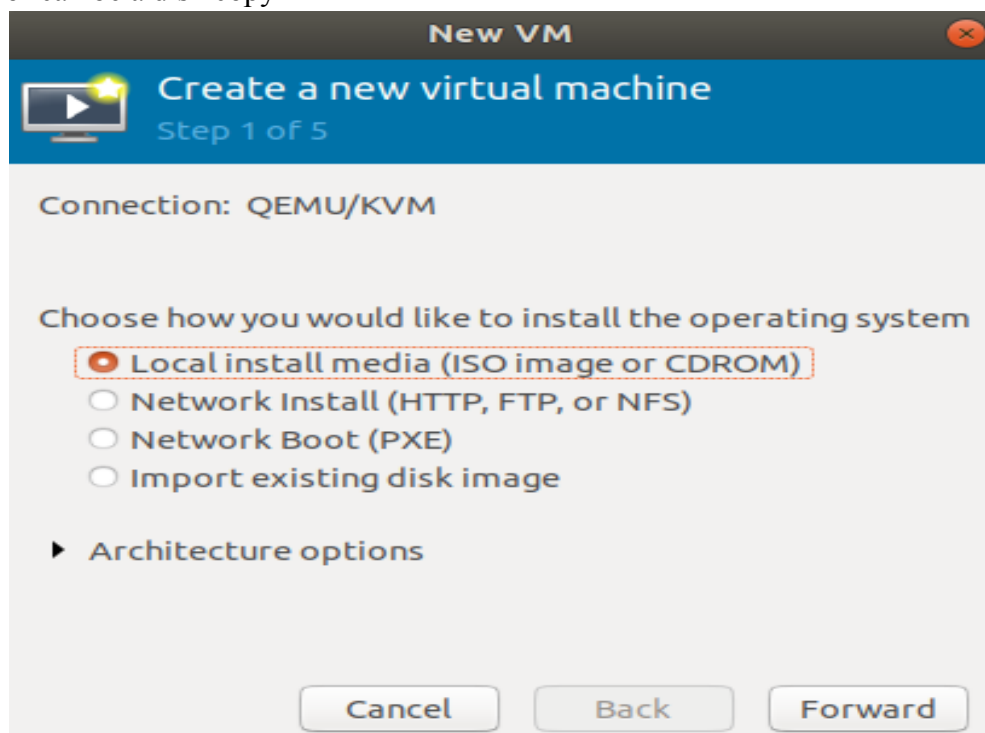 New VM
Create a new virtual machine
Step 1 of 5
Connection: QEMU/KVM
Choose how you would like to install the operating system
Local install media (ISO image or CDROM)
Network Install (HTTP, FTP, or NFS)
Network Boot (PXE)
Import existing disk image
Architecture options
Cancel Back Forward